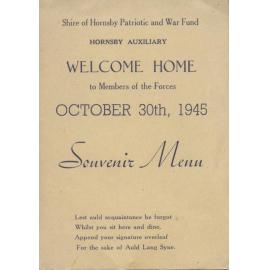 Shire of Hornsby Patriotic and War Fund
HORNSBY AUXILIARY
WELCOME HOME
to Members of the Forces
OCTOBER 30th, 1945
Souvenir Menu
Lest auld acquaintance be forgot ;
Whilst you sit here and dine,
Append your signature overleaf
For the sake of Auld Lang Syne.